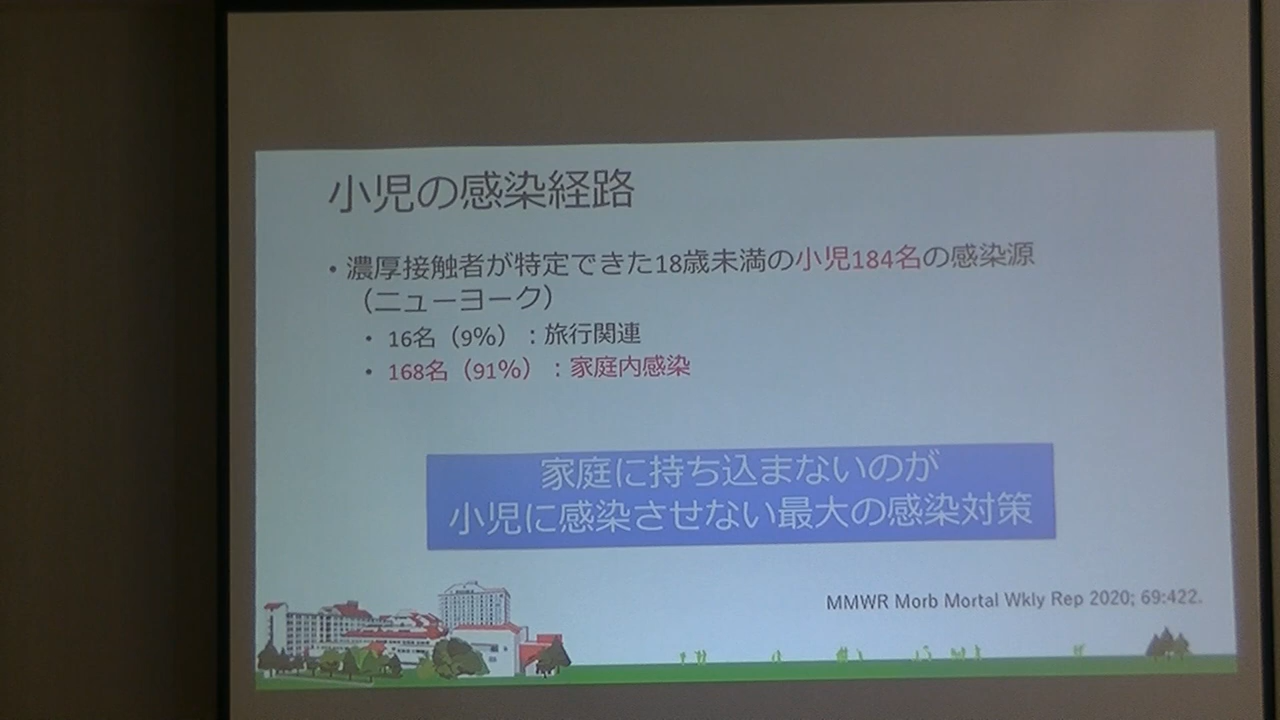 小児の感染経路
• 濃厚接触者が特定できた18歳未満の小児184名の感染源
（ニューヨーク）
• 16名（9%）：旅行関連
• 168名（91%）：家庭内感染
家庭に持ち込まないのが
小児に感染させない最大の感染対策
MMWR Morb Mortal Wkly Rep 2020; 69:422.